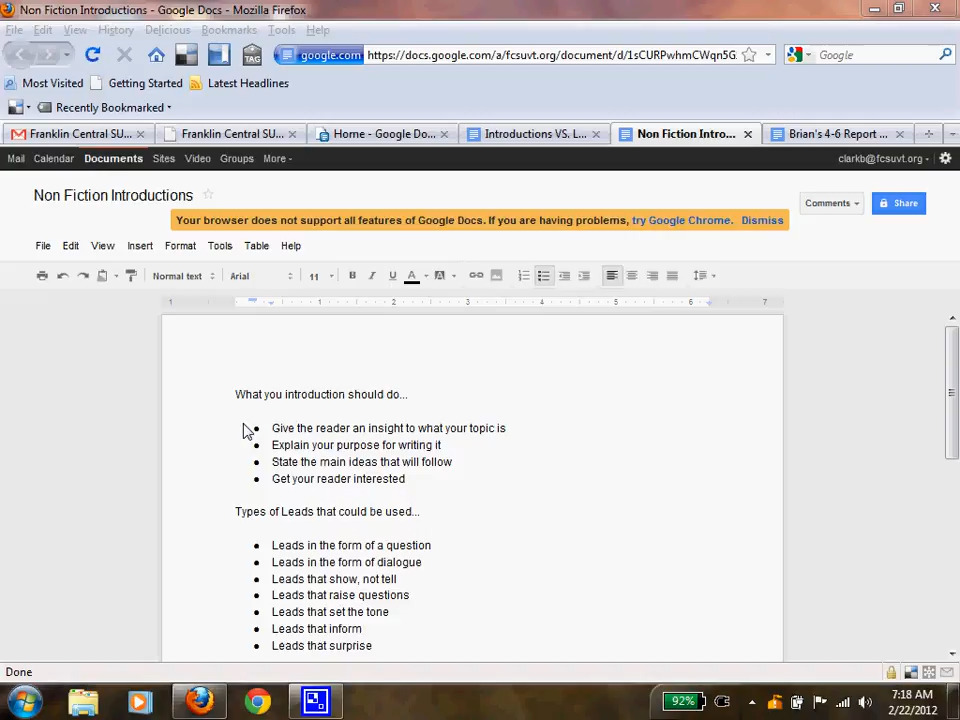 Non Fiction Introductions - Google Docs - Mozilla Firefox
File Edit View History Delicious Bookmarks Tools Help
TAG google.com https://docs.google.com/a/fcsuvt.org/document/d/1sCURPwhmCWqn5G Google
Most Visited Getting Started Latest Headlines
Recently Bookmarked
Franklin Central SU... Franklin Central SU... Home - Google Do... Introductions VS. L... Non Fiction Intro... Brian's 4-6 Report ...
Mail Calendar Documents Sites Video Groups More clarkb@fcsuvt.org
Non Fiction Introductions Comments Share
Your browser does not support all features of Google Docs. If you are having problems, try Google Chrome. Dismiss
File Edit View Insert Format Tools Table Help
Normal text Arial 11 B I U A A
1 1 2 3 4 5 6 7
What you introduction should do...
Give the reader an insight to what your topic is
Explain your purpose for writing it
State the main ideas that will follow
Get your reader interested
Types of Leads that could be used...
Leads in the form of a question
Leads in the form of dialogue
Leads that show, not tell
Leads that raise questions
Leads that set the tone
Leads that inform
Leads that surprise
Done
92% 7:18 AM
2/22/2012